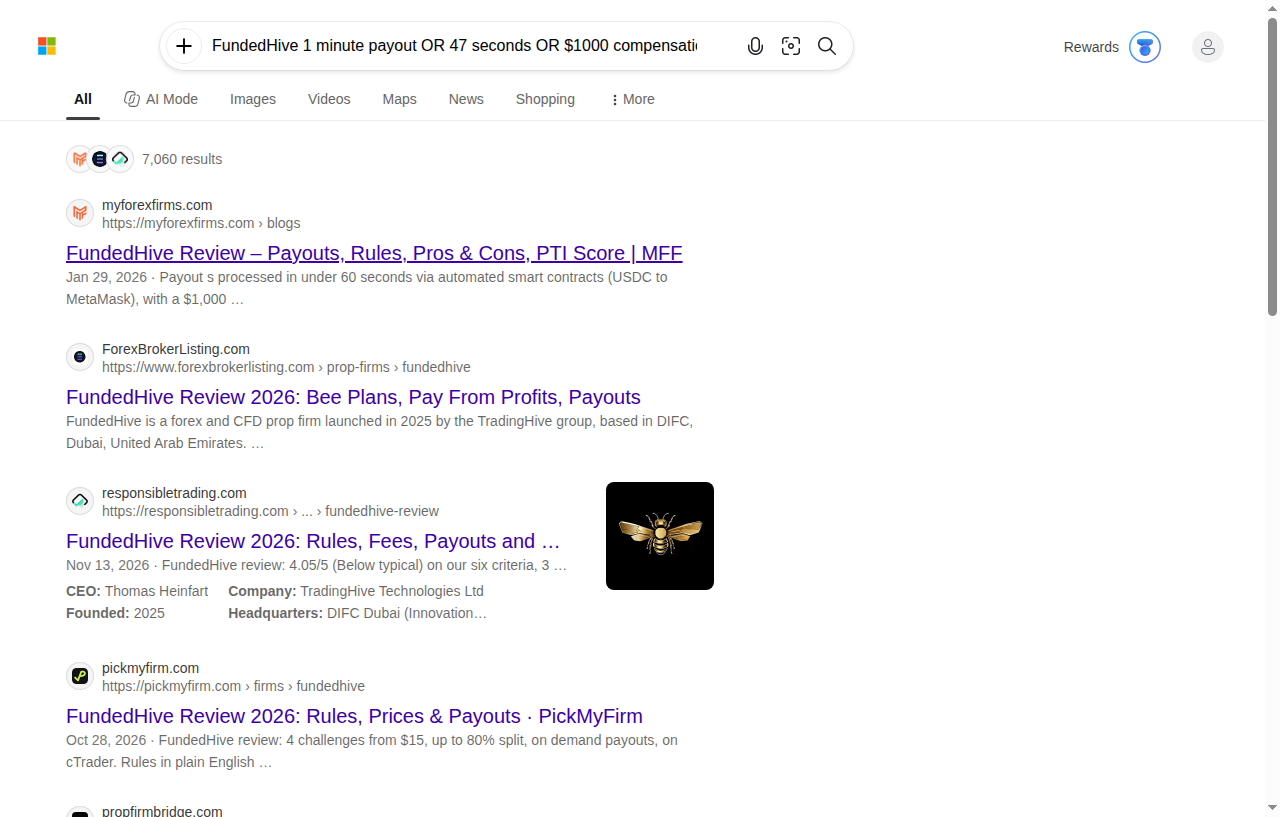 FundedHive 1 minute payout OR 47 seconds OR $1000 compensati
Rewards
All
AI Mode
Images
Videos
Maps
News
Shopping
More
7,060 results
myforexfirms.com
https://myforexfirms.com › blogs
FundedHive Review – Payouts, Rules, Pros & Cons, PTI Score | MFF
Jan 29, 2026 · Payout s processed in under 60 seconds via automated smart contracts (USDC to
MetaMask), with a $1,000 …
ForexBrokerListing.com
https://www.forexbrokerlisting.com › prop-firms › fundedhive
FundedHive Review 2026: Bee Plans, Pay From Profits, Payouts
FundedHive is a forex and CFD prop firm launched in 2025 by the TradingHive group, based in DIFC,
Dubai, United Arab Emirates. …
responsibletrading.com
https://responsibletrading.com › ... › fundedhive-review
FundedHive Review 2026: Rules, Fees, Payouts and …
Nov 13, 2026 · FundedHive review: 4.05/5 (Below typical) on our six criteria, 3 …
CEO: Thomas Heinfart Company: TradingHive Technologies Ltd
Founded: 2025 Headquarters: DIFC Dubai (Innovation…
pickmyfirm.com
https://pickmyfirm.com › firms › fundedhive
FundedHive Review 2026: Rules, Prices & Payouts · PickMyFirm
Oct 28, 2026 · FundedHive review: 4 challenges from $15, up to 80% split, on demand payouts, on
cTrader. Rules in plain English …
propfirmbridge.com